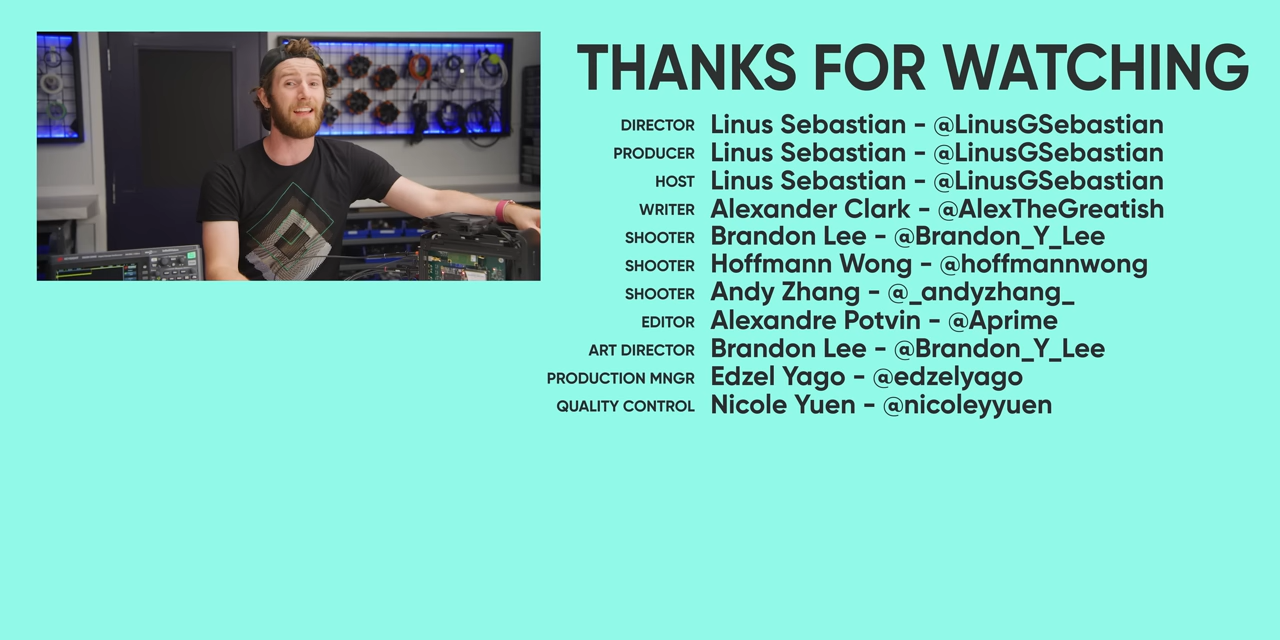 THANKS FOR WATCHING
DIRECTOR Linus Sebastian - @LinusGSebastian
PRODUCER Linus Sebastian - @LinusGSebastian
HOST Linus Sebastian - @LinusGSebastian
WRITER Alexander Clark - @AlexTheGreatish
SHOOTER Brandon Lee - @Brandon_Y_Lee
SHOOTER Hoffmann Wong - @hoffmannwong
SHOOTER Andy Zhang - @_andyzhang_
EDITOR Alexandre Potvin - @Aprime
ART DIRECTOR Brandon Lee - @Brandon_Y_Lee
PRODUCTION MNGR Edzel Yago - @edzelyago
QUALITY CONTROL Nicole Yuen - @nicoleyyuen